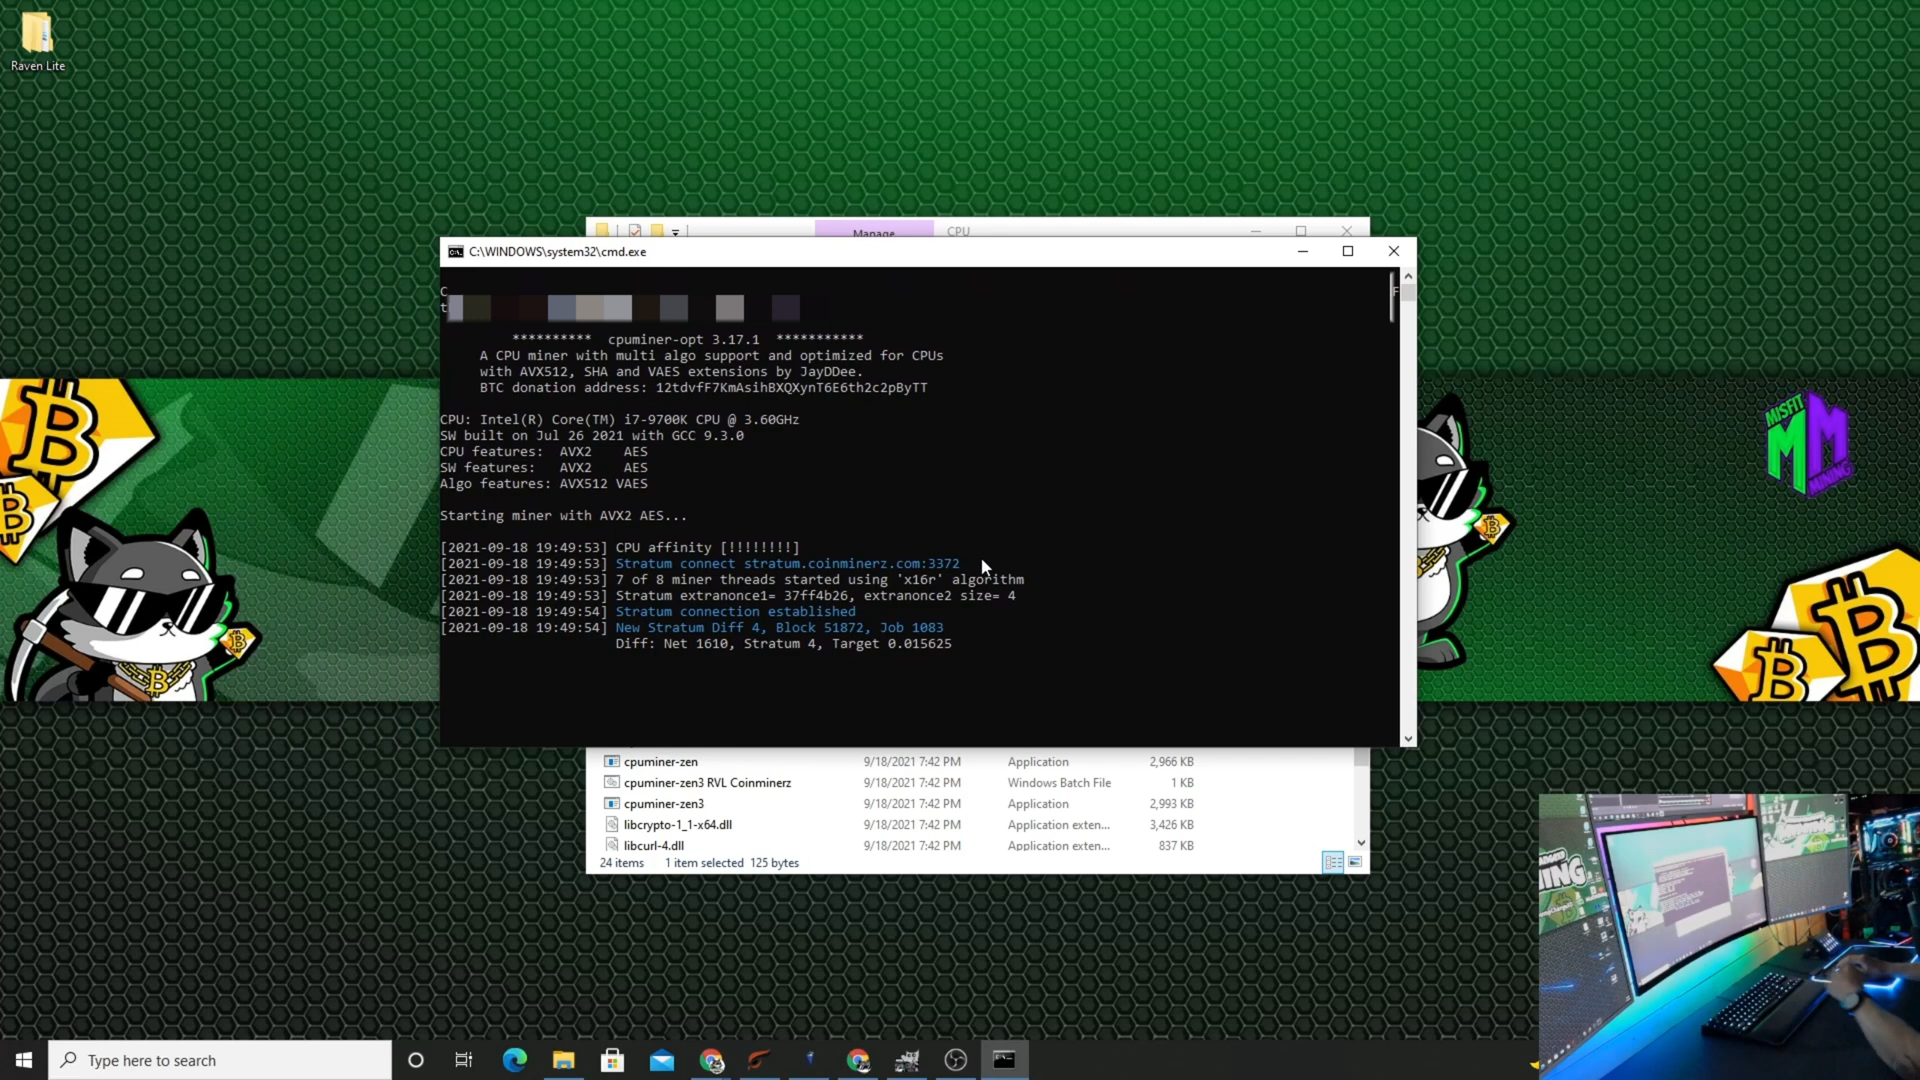 Raven Lite
Manage
CPU
C:\WINDOWS\system32\cmd.exe
C
F
t
********** cpuminer-opt 3.17.1 ***********
A CPU miner with multi algo support and optimized for CPUs
with AVX512, SHA and VAES extensions by JayDDee.
BTC donation address: 12tdvfF7KmAsihBXQXynT6E6th2c2pByTT
CPU: Intel(R) Core(TM) i7-9700K CPU @ 3.60GHz
SW built on Jul 26 2021 with GCC 9.3.0
CPU features: AVX2 AES
SW features: AVX2 AES
Algo features: AVX512 VAES
Starting miner with AVX2 AES...
[2021-09-18 19:49:53] CPU affinity [!!!!!!!!]
[2021-09-18 19:49:53] Stratum connect stratum.coinminerz.com:3372
[2021-09-18 19:49:53] 7 of 8 miner threads started using 'x16r' algorithm
[2021-09-18 19:49:53] Stratum extranonce1= 37ff4b26, extranonce2 size= 4
[2021-09-18 19:49:54] Stratum connection established
[2021-09-18 19:49:54] New Stratum Diff 4, Block 51872, Job 1083
Diff: Net 1610, Stratum 4, Target 0.015625
MISFIT
MINING
cpuminer-zen 9/18/2021 7:42 PM Application 2,966 KB
cpuminer-zen3 RVL Coinminerz 9/18/2021 7:42 PM Windows Batch File 1 KB
cpuminer-zen3 9/18/2021 7:42 PM Application 2,993 KB
libcrypto-1_1-x64.dll 9/18/2021 7:42 PM Application exten... 3,426 KB
libcurl-4.dll 9/18/2021 7:42 PM Application exten... 837 KB
24 items 1 item selected 125 bytes
Type here to search